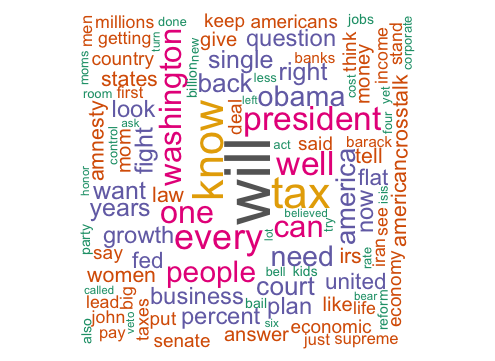 men
millions
done
keep
americans
jobs
getting
turn
new
give
question
banks
think
stand
corporate
moms
country
single
less
money
income
room
states
first
washington
billion
back
right
cost
yet
talk
amnesty
control
ask
mom
look
fight
know
deal
left
obama
president
four
cross
act
said
barack
will
well
tell
flat
honor
want
law
tax
america
now
isis
american
years
one
believed
try
can
iran
see
party
growth
every
lot
need
irs
rate
economy
say
fed
people
bell
kids
court
united
women
business
bail
plan
like
life
bear
reform
called
lead
big
percent
also
john
veto
taxes
put
six
economic
pay
senate
answer
just
supreme